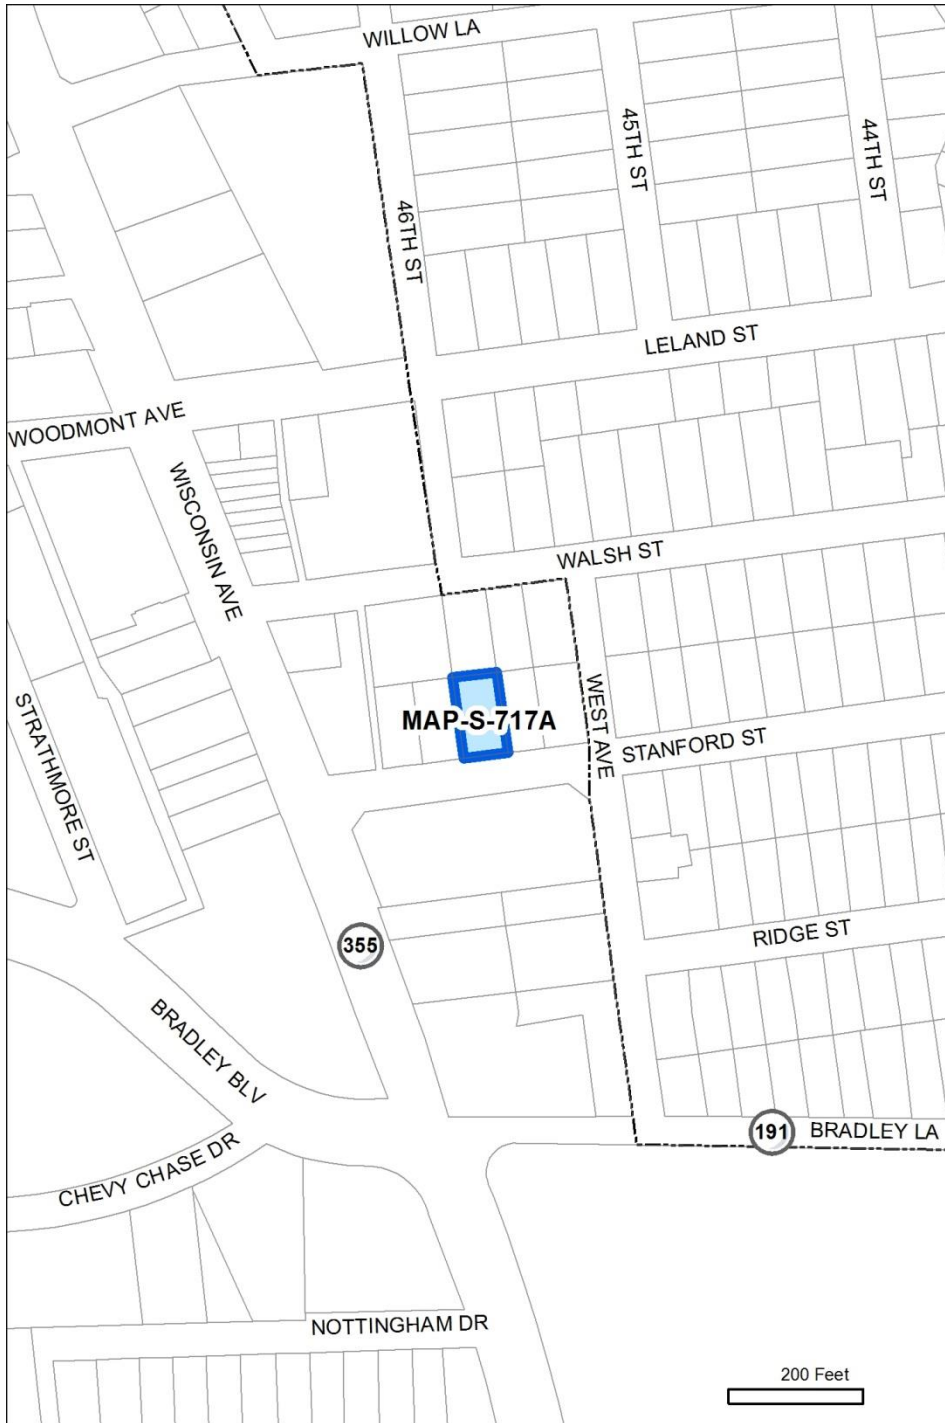 WILLOW LA
45TH ST
44TH ST
46TH ST
LELAND ST
WOODMONT AVE
WISCONSIN AVE
WALSH ST
WEST AVE
MAP-S-717A
STANFORD ST
STRATHMORE ST
355
RIDGE ST
BRADLEY BLV
191
BRADLEY LA
CHEVY CHASE DR
NOTTINGHAM DR
200 Feet